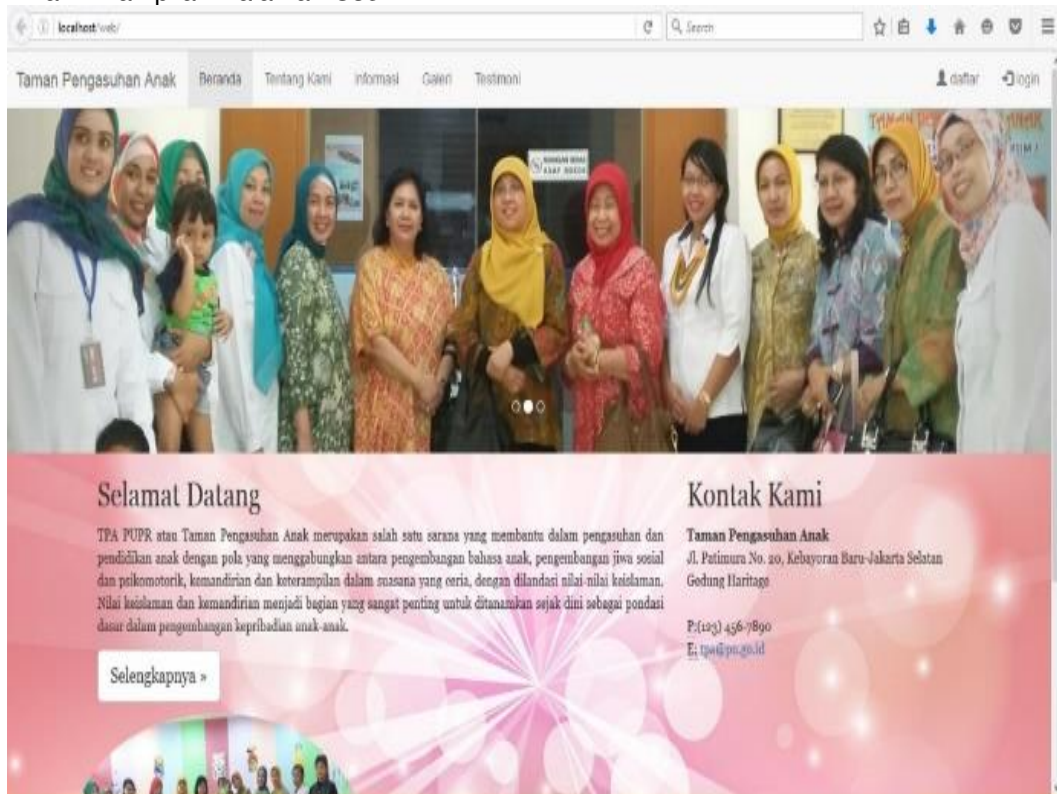 localhost/web/
Search
Taman Pengasuhan Anak Beranda Tentang Kami Informasi Galeri Testimoni daftar login
Selamat Datang
TPA PUPR atau Taman Pengasuhan Anak merupakan salah satu sarana yang membantu dalam pengasuhan dan
pendidikan anak dengan pola yang menggabungkan antara pengembangan bahasa anak, pengembangan jiwa sosial
dan psikomotorik, kemandirian dan keterampilan dalam suasana yang ceria, dengan dilandasi nilai-nilai keislaman.
Nilai keislaman dan kemandirian menjadi bagian yang sangat penting untuk ditanamkan sejak dini sebagai pondasi
dasar dalam pengembangan kepribadian anak-anak.
Selengkapnya »
Kontak Kami
Taman Pengasuhan Anak
Jl. Patimura No. 20, Kebayoran Baru-Jakarta Selatan
Gedung Haritage
P:(123) 456-7890
E: tpa@pu.go.id